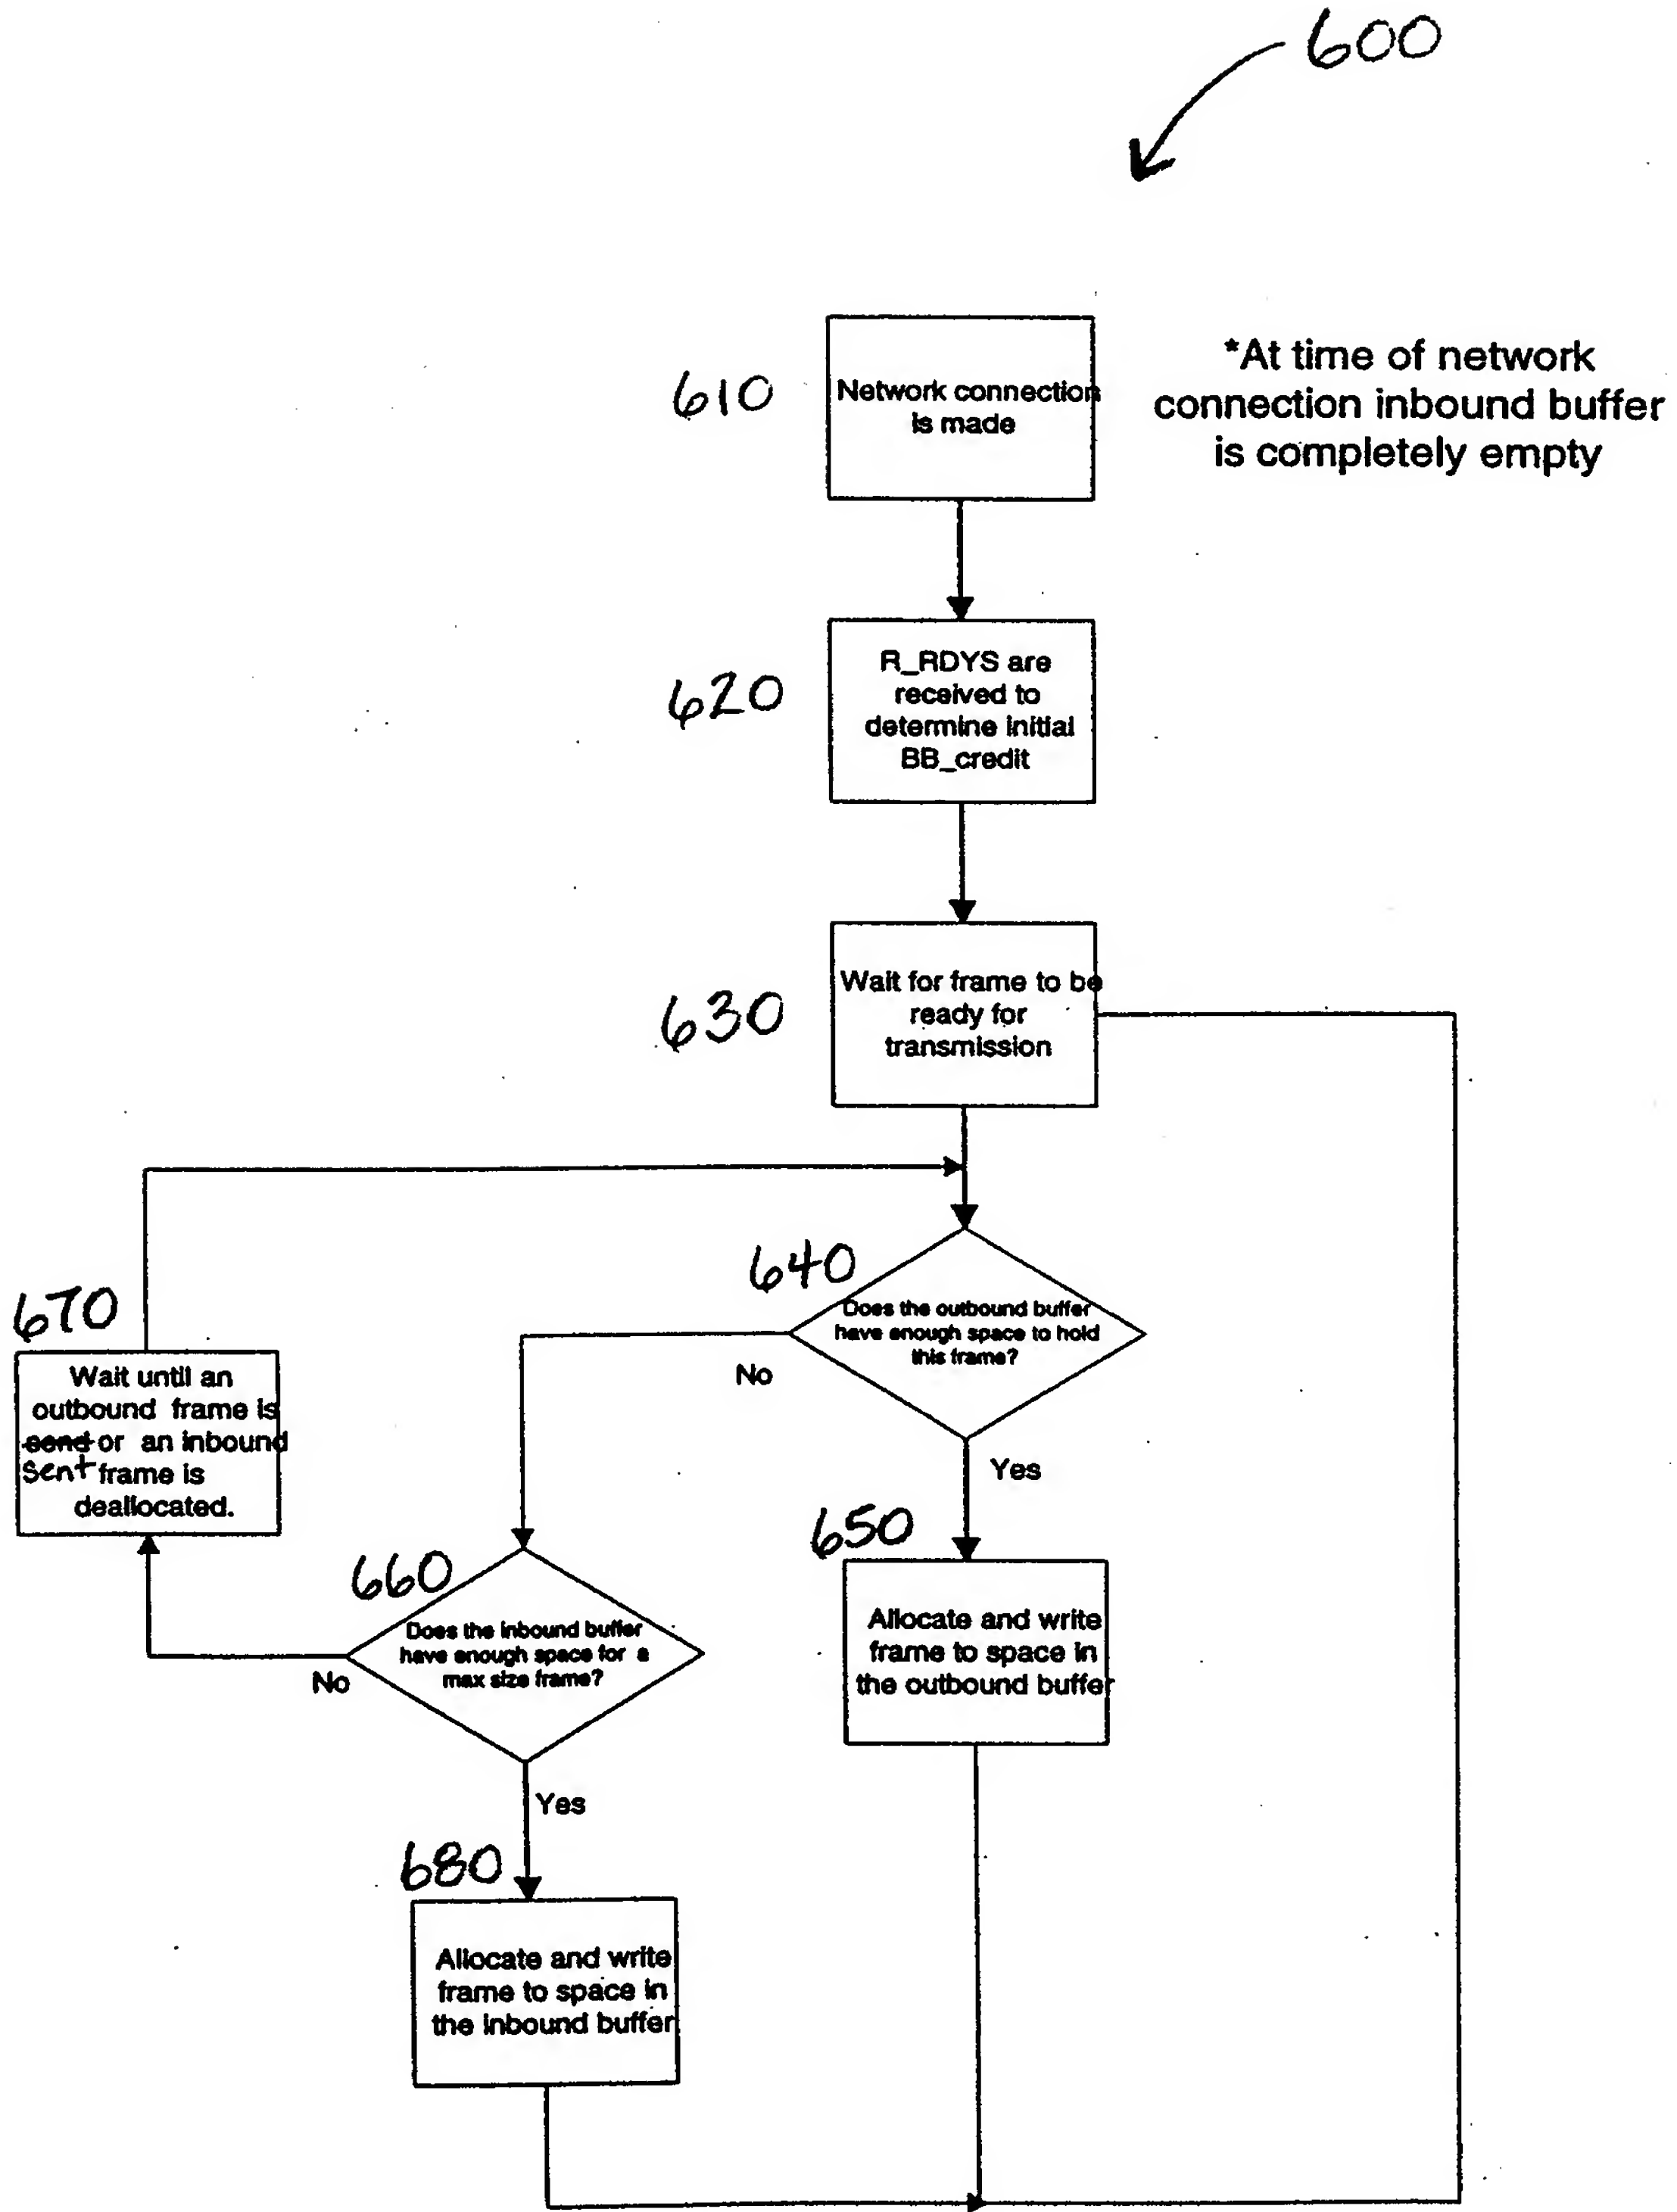 600
610
Network connection
is made
*At time of network
connection inbound buffer
is completely empty
620
R_RDYS are
received to
determine initial
BB_credit
630
Wait for frame to be
ready for
transmission
640
Does the outbound buffer
have enough space to hold
this frame?
No
Yes
670
Wait until an
outbound frame is
send or an inbound
sent frame is
deallocated.
650
Allocate and write
frame to space in
the outbound buffer
660
Does the inbound buffer
have enough space for a
max size frame?
No
Yes
680
Allocate and write
frame to space in
the inbound buffer